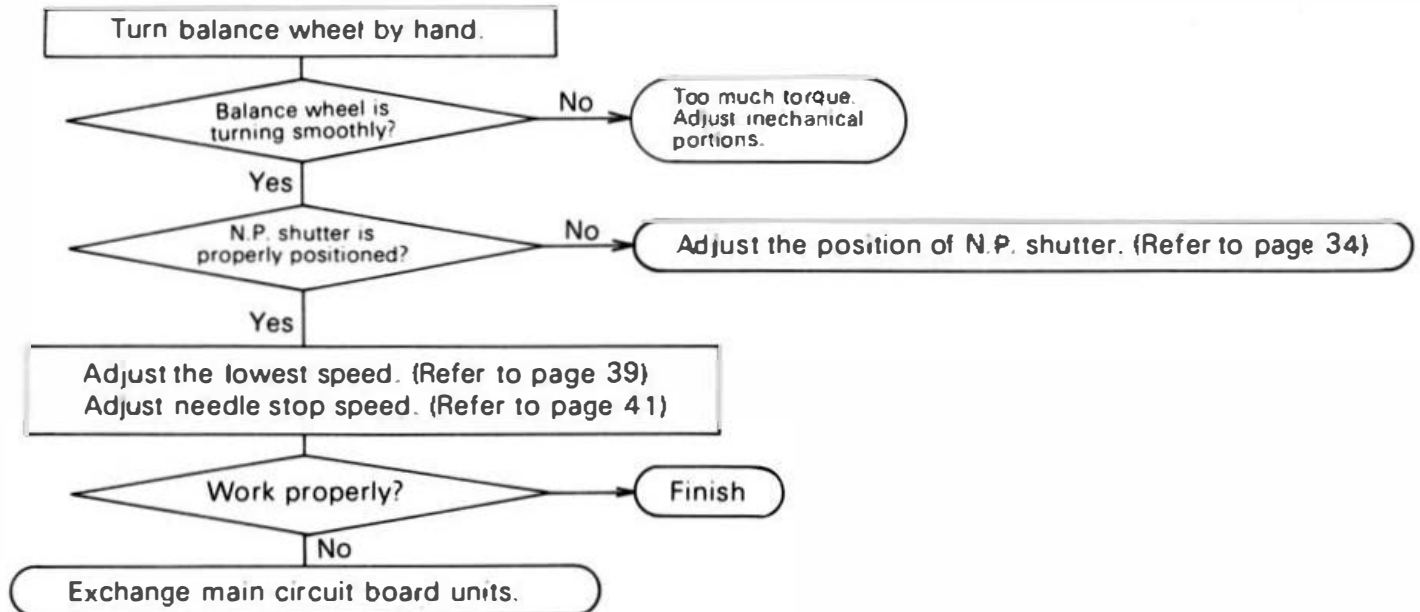 Turn balance wheel by hand.
Balance wheel is
turning smoothly?
No
Too much torque.
Adjust mechanical
portions.
Yes
N.P. shutter is
properly positioned?
No
Adjust the position of N.P. shutter. (Refer to page 34)
Yes
Adjust the lowest speed. (Refer to page 39)
Adjust needle stop speed. (Refer to page 41)
Work properly?
Finish
No
Exchange main circuit board units.